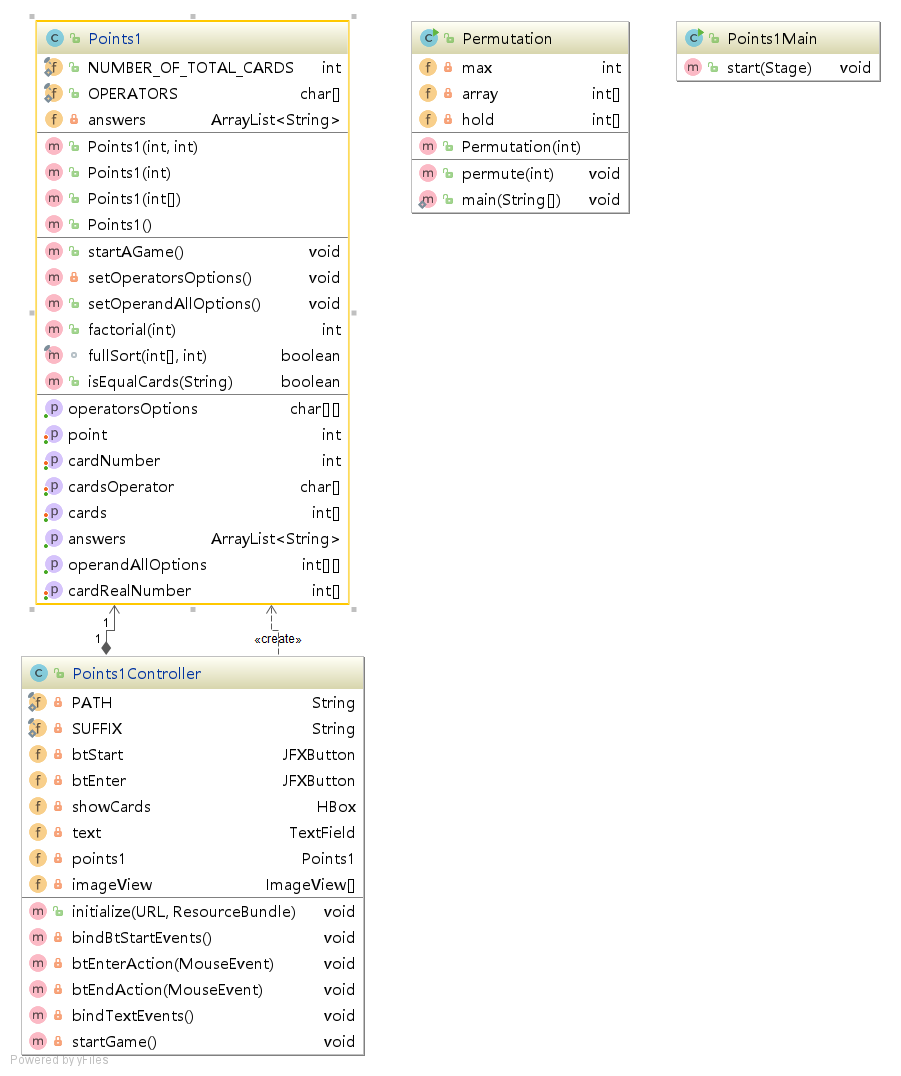 Points1
NUMBER_OF_TOTAL_CARDS int
OPERATORS char[]
answers ArrayList<String>
Points1(int, int)
Points1(int)
Points1(int[])
Points1()
startAGame() void
setOperatorsOptions() void
setOperandAllOptions() void
factorial(int) int
fullSort(int[], int) boolean
isEqualCards(String) boolean
operatorsOptions char[][]
point int
cardNumber int
cardsOperator char[]
cards int[]
answers ArrayList<String>
operandAllOptions int[][]
cardRealNumber int[]
Permutation
max int
array int[]
hold int[]
Permutation(int)
permute(int) void
main(String[]) void
Points1Main
start(Stage) void
1
1
«create»
Points1Controller
PATH String
SUFFIX String
btStart JFXButton
btEnter JFXButton
showCards HBox
text TextField
points1 Points1
imageView ImageView[]
initialize(URL, ResourceBundle) void
bindBtStartEvents() void
btEnterAction(MouseEvent) void
btEndAction(MouseEvent) void
bindTextEvents() void
startGame() void
Powered by yFiles